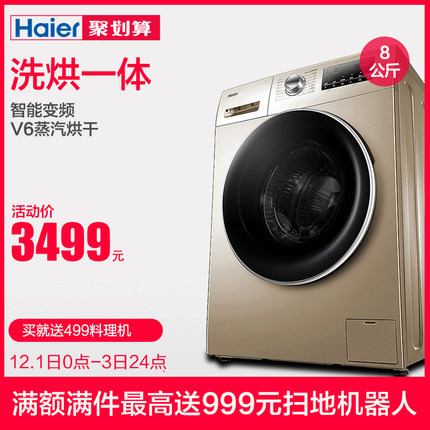 Haier 聚划算
洗烘一体
智能变频
V6蒸汽烘干
8
公斤
活动价
3499元
买就送499料理机
12.1日0点-3日24点
满额满件最高送999元扫地机器人